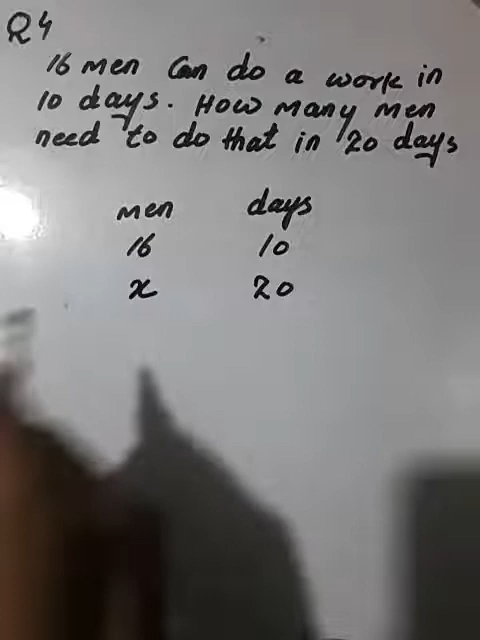 Q4
16 men Can do a work in
10 days. How many men
need to do that in 20 days
men days
16 10
x 20